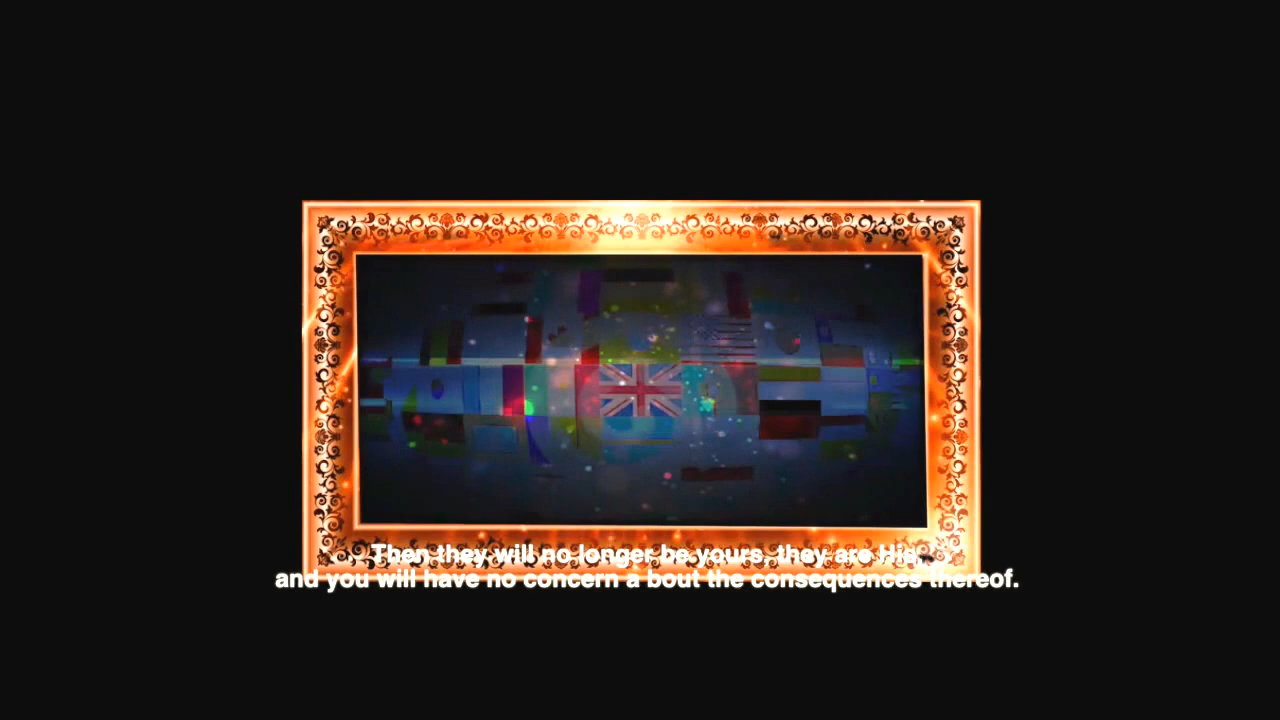 Then they will no longer be yours, they are His,
and you will have no concern a bout the consequences thereof.